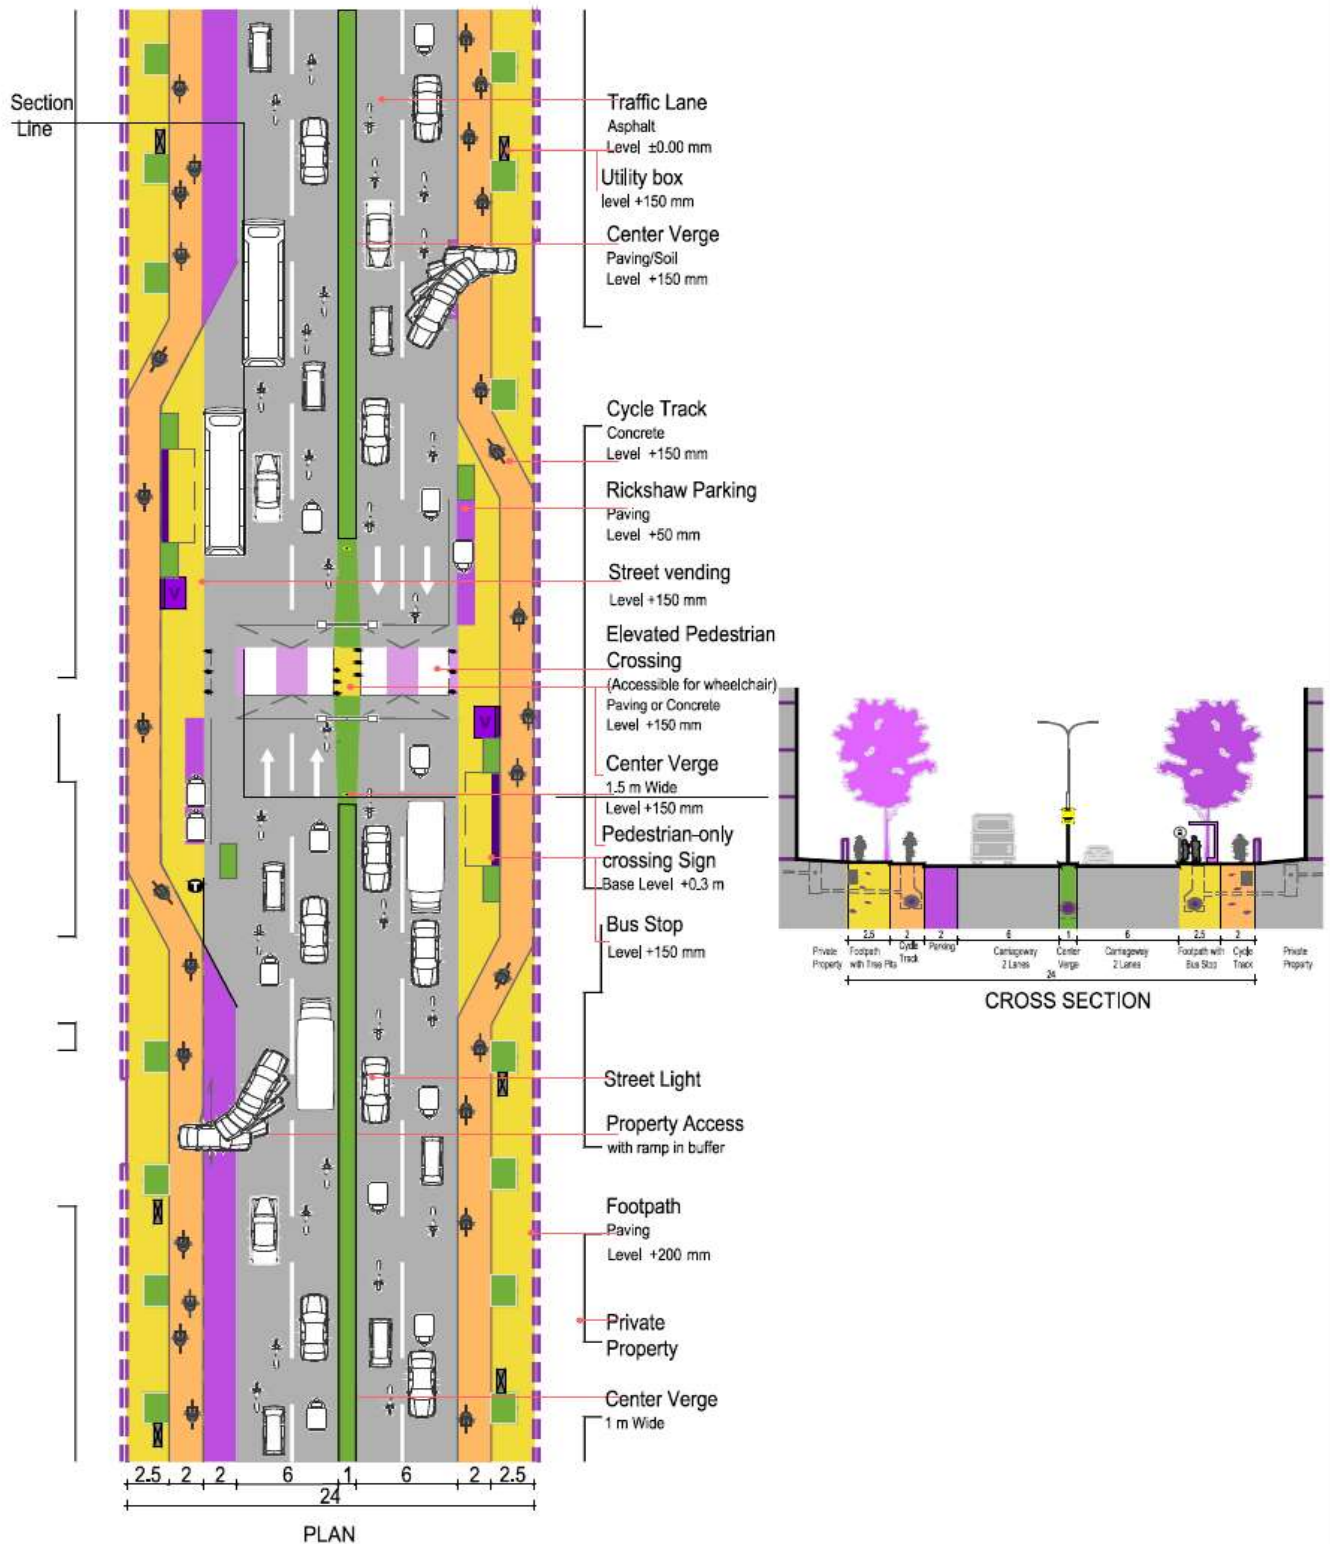 Section
Line
Traffic Lane
Asphalt
Level ±0.00 mm
Utility box
level +150 mm
Center Verge
Paving/Soil
Level +150 mm
Cycle Track
Concrete
Level +150 mm
Rickshaw Parking
Paving
Level +50 mm
Street vending
Level +150 mm
Elevated Pedestrian
Crossing
(Accessible for wheelchair)
Paving or Concrete
Level +150 mm
Center Verge
1.5 m Wide
Level +150 mm
Pedestrian-only
crossing Sign
Base Level +0.3 m
Bus Stop
Level +150 mm
Street Light
Property Access
with ramp in buffer
Footpath
Paving
Level +200 mm
Private
Property
Center Verge
1 m Wide
V
V
T
2.5 2 2 6 1 6 2 2.5
24
PLAN
2.5 2 2 6 1 6 2.5 2
Private Property
Footpath with Tree Pits
Cycle Track
Parking
Carriageway 2 Lanes
Center Verge
Carriageway 2 Lanes
Footpath with Bus Stop
Cycle Track
Private Property
24
CROSS SECTION